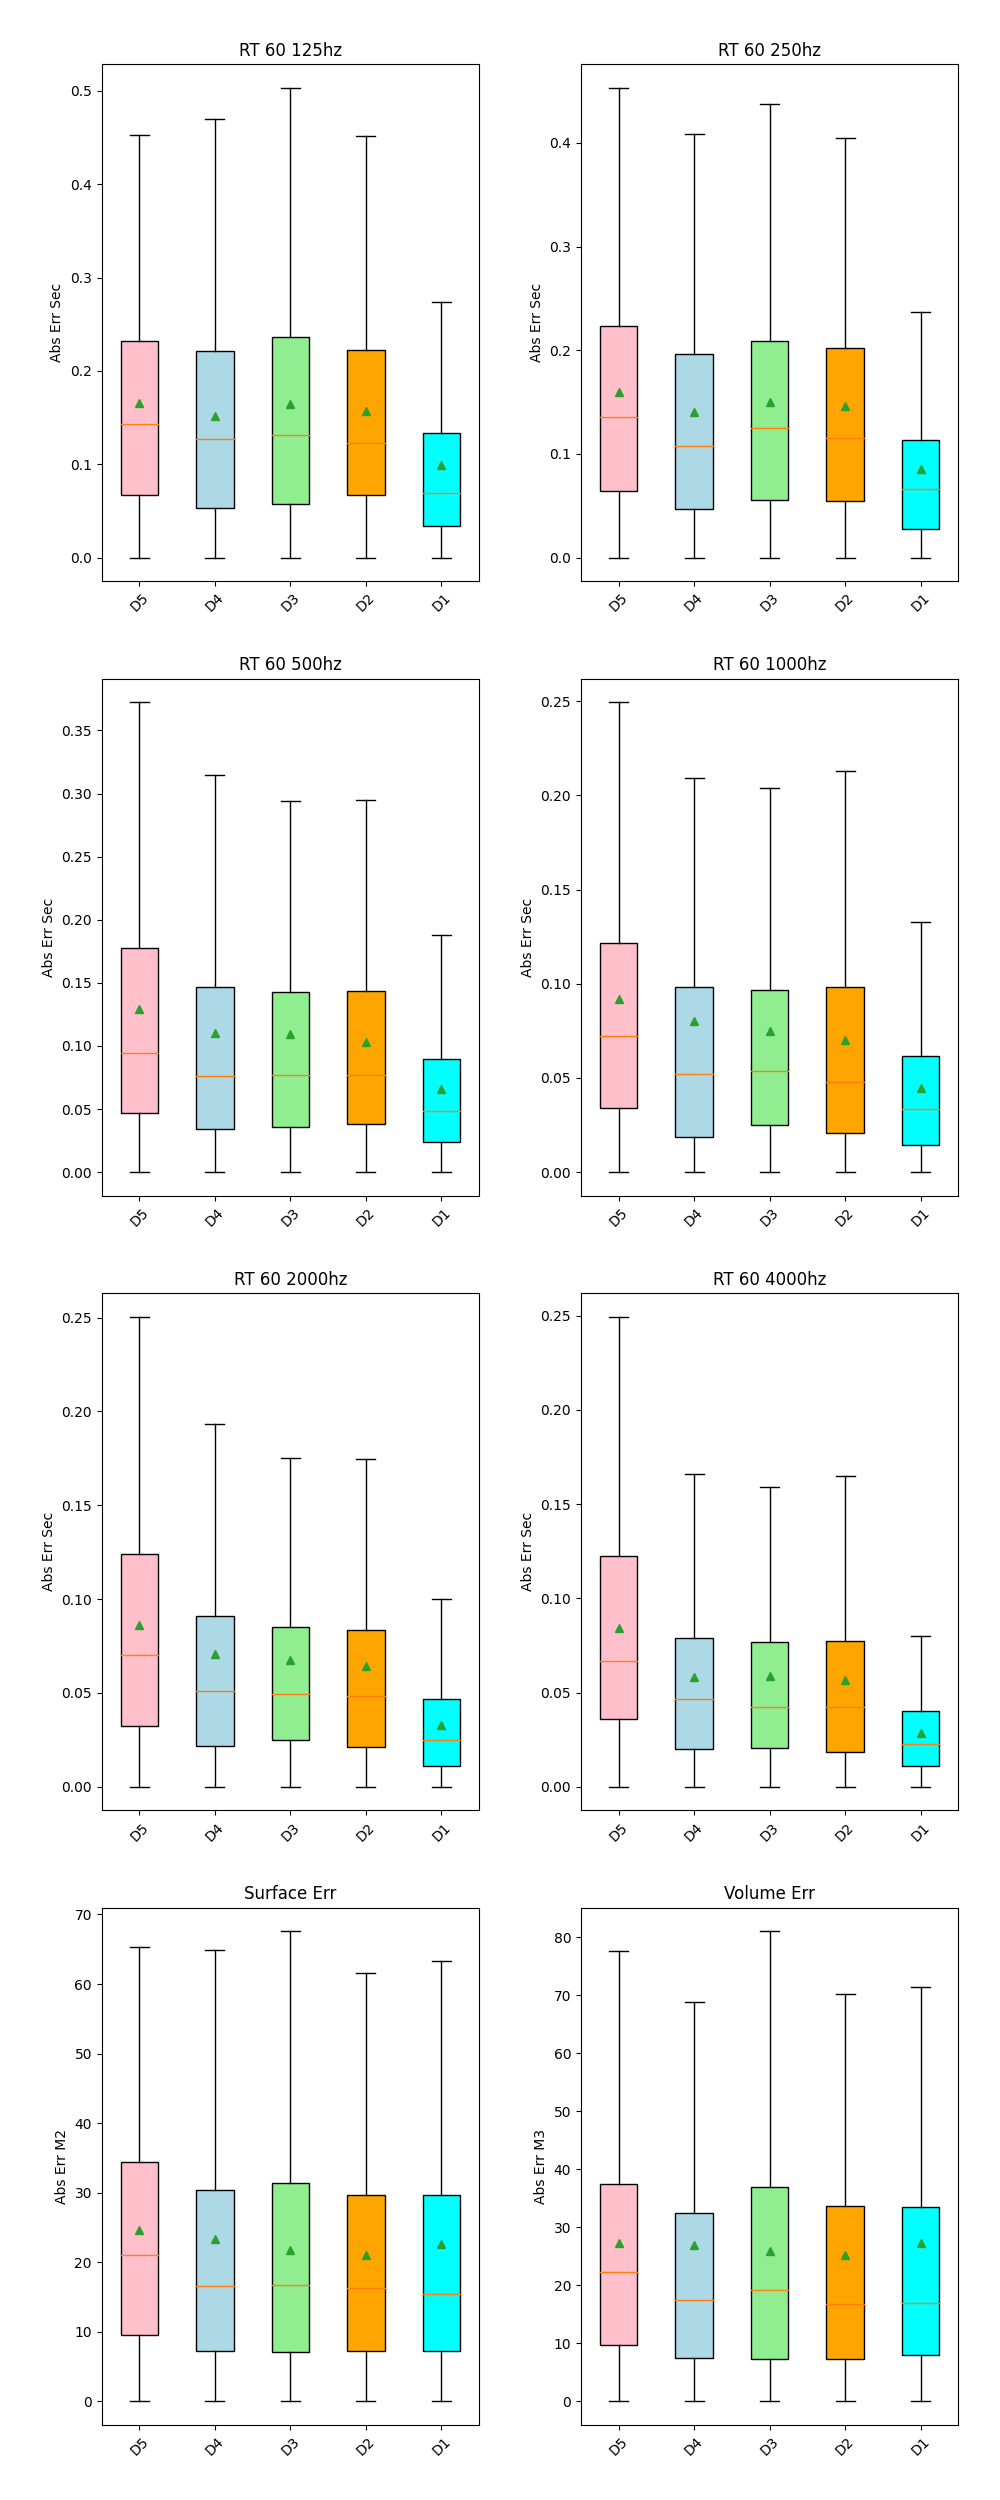 RT 60 125hz
Abs Err Sec
0.5
0.4
0.3
0.2
0.1
0.0
D5 D4 D3 D2 D1
RT 60 250hz
Abs Err Sec
0.4
0.3
0.2
0.1
0.0
D5 D4 D3 D2 D1
RT 60 500hz
Abs Err Sec
0.35
0.30
0.25
0.20
0.15
0.10
0.05
0.00
D5 D4 D3 D2 D1
RT 60 1000hz
Abs Err Sec
0.25
0.20
0.15
0.10
0.05
0.00
D5 D4 D3 D2 D1
RT 60 2000hz
Abs Err Sec
0.25
0.20
0.15
0.10
0.05
0.00
D5 D4 D3 D2 D1
RT 60 4000hz
Abs Err Sec
0.25
0.20
0.15
0.10
0.05
0.00
D5 D4 D3 D2 D1
Surface Err
Abs Err M2
70
60
50
40
30
20
10
0
D5 D4 D3 D2 D1
Volume Err
Abs Err M3
80
70
60
50
40
30
20
10
0
D5 D4 D3 D2 D1